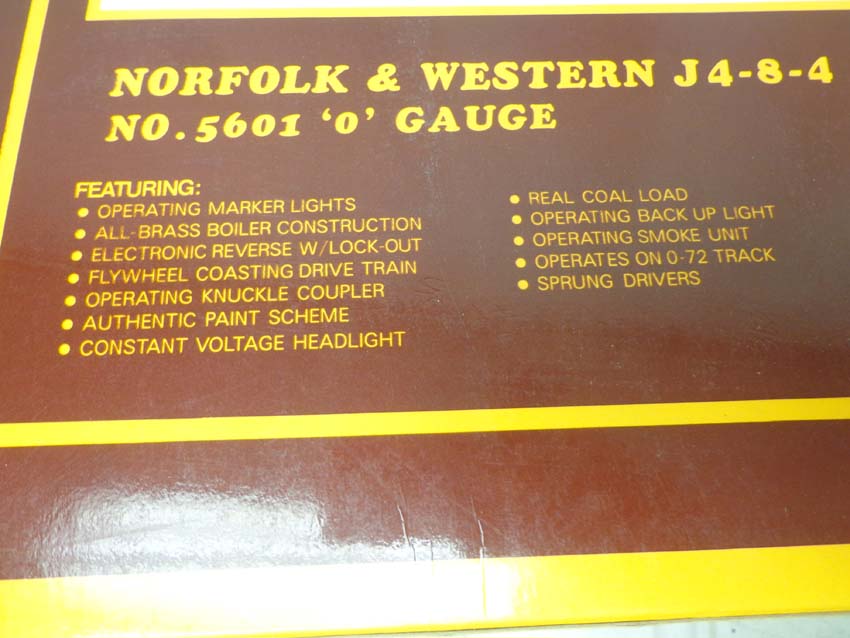 NORFOLK & WESTERN J 4-8-4
NO. 5601 'O' GAUGE
FEATURING:
• OPERATING MARKER LIGHTS
• ALL-BRASS BOILER CONSTRUCTION
• ELECTRONIC REVERSE W/LOCK-OUT
• FLYWHEEL COASTING DRIVE TRAIN
• OPERATING KNUCKLE COUPLER
• AUTHENTIC PAINT SCHEME
• CONSTANT VOLTAGE HEADLIGHT
• REAL COAL LOAD
• OPERATING BACK UP LIGHT
• OPERATING SMOKE UNIT
• OPERATES ON 0-72 TRACK
• SPRUNG DRIVERS